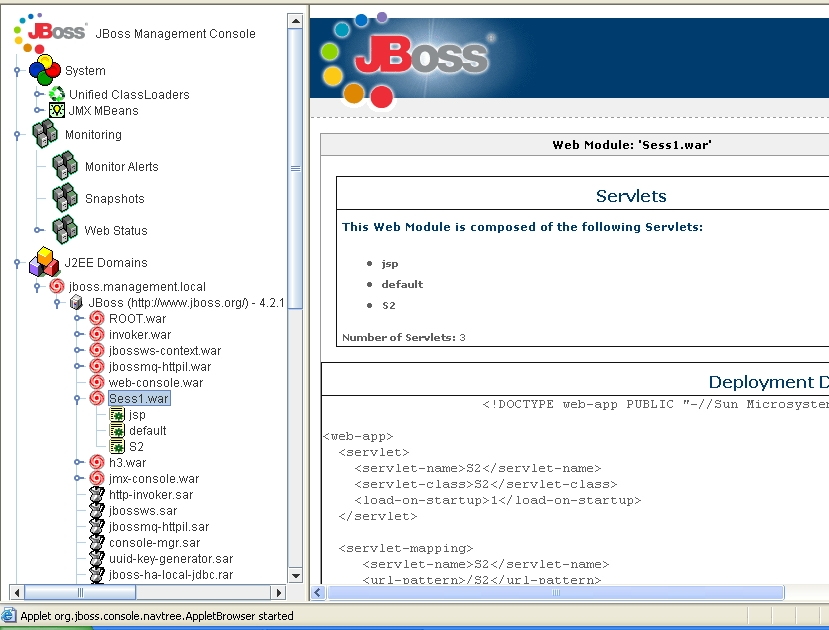 JBoss JBoss Management Console
System
Unified ClassLoaders
JMX MBeans
Monitoring
Monitor Alerts
Snapshots
Web Status
J2EE Domains
jboss.management.local
JBoss (http://www.jboss.org/) - 4.2.1
ROOT.war
invoker.war
jbossws-context.war
jbossmq-httpil.war
web-console.war
Sess1.war
jsp
default
S2
h3.war
jmx-console.war
http-invoker.sar
jbossws.sar
jbossmq-httpil.sar
console-mgr.sar
uuid-key-generator.sar
jboss-ha-local-jdbc.rar
JBoss
Web Module: 'Sess1.war'
Servlets
This Web Module is composed of the following Servlets:
jsp
default
S2
Number of Servlets: 3
Deployment D
<!DOCTYPE web-app PUBLIC "-//Sun Microsystem
<web-app>
<servlet>
<servlet-name>S2</servlet-name>
<servlet-class>S2</servlet-class>
<load-on-startup>1</load-on-startup>
</servlet>
<servlet-mapping>
<servlet-name>S2</servlet-name>
<url-pattern>/S2</url-pattern>
Applet org.jboss.console.navtree.AppletBrowser started